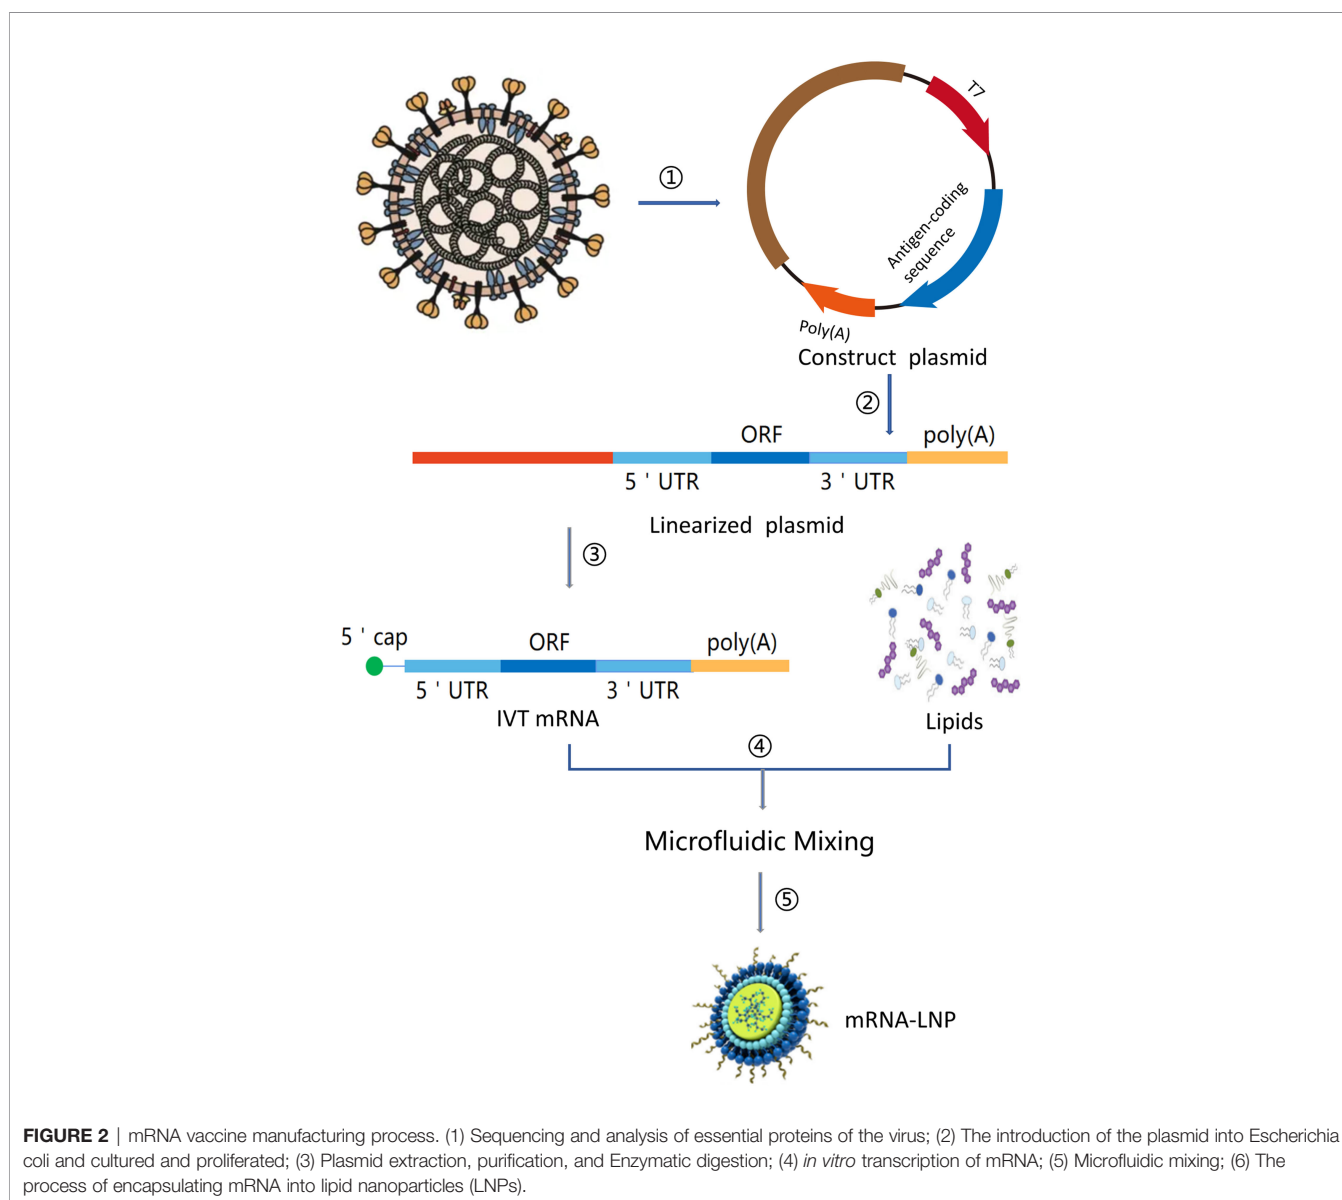 ①
T7
Antigen-coding
sequence
Poly(A)
Construct plasmid
②
ORF
poly(A)
5 ' UTR
3 ' UTR
Linearized plasmid
③
5 ' cap
ORF
poly(A)
5 ' UTR
3 ' UTR
IVT mRNA
Lipids
④
Microfluidic Mixing
⑤
mRNA-LNP
FIGURE 2 | mRNA vaccine manufacturing process. (1) Sequencing and analysis of essential proteins of the virus; (2) The introduction of the plasmid into Escherichia
coli and cultured and proliferated; (3) Plasmid extraction, purification, and Enzymatic digestion; (4) in vitro transcription of mRNA; (5) Microfluidic mixing; (6) The
process of encapsulating mRNA into lipid nanoparticles (LNPs).